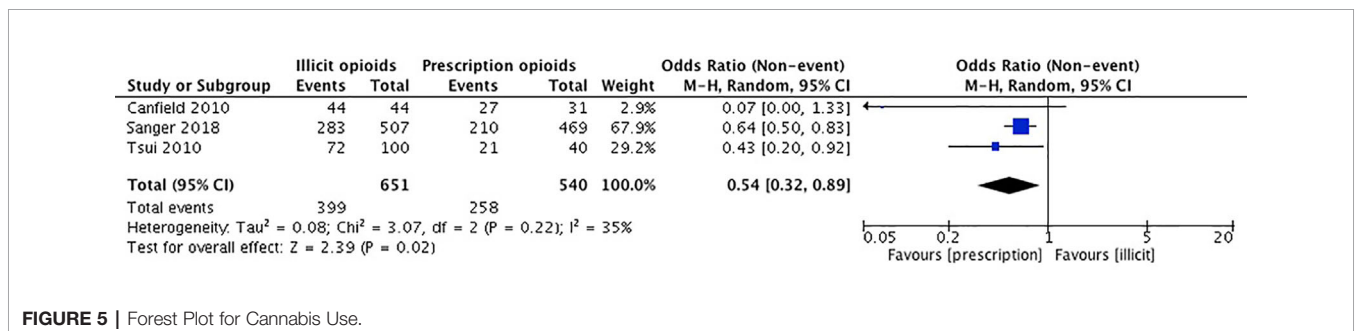 Illicit opioids Prescription opioids Odds Ratio (Non-event) Odds Ratio (Non-event)
Study or Subgroup Events Total Events Total Weight M-H, Random, 95% CI M-H, Random, 95% CI
Canfield 2010 44 44 27 31 2.9% 0.07 [0.00, 1.33]
Sanger 2018 283 507 210 469 67.9% 0.64 [0.50, 0.83]
Tsui 2010 72 100 21 40 29.2% 0.43 [0.20, 0.92]
Total (95% CI) 651 540 100.0% 0.54 [0.32, 0.89]
Total events 399 258
Heterogeneity: Tau² = 0.08; Chi² = 3.07, df = 2 (P = 0.22); I² = 35%
Test for overall effect: Z = 2.39 (P = 0.02)
0.05 0.2 1 5 20
Favours [prescription] Favours [illicit]
FIGURE 5 | Forest Plot for Cannabis Use.